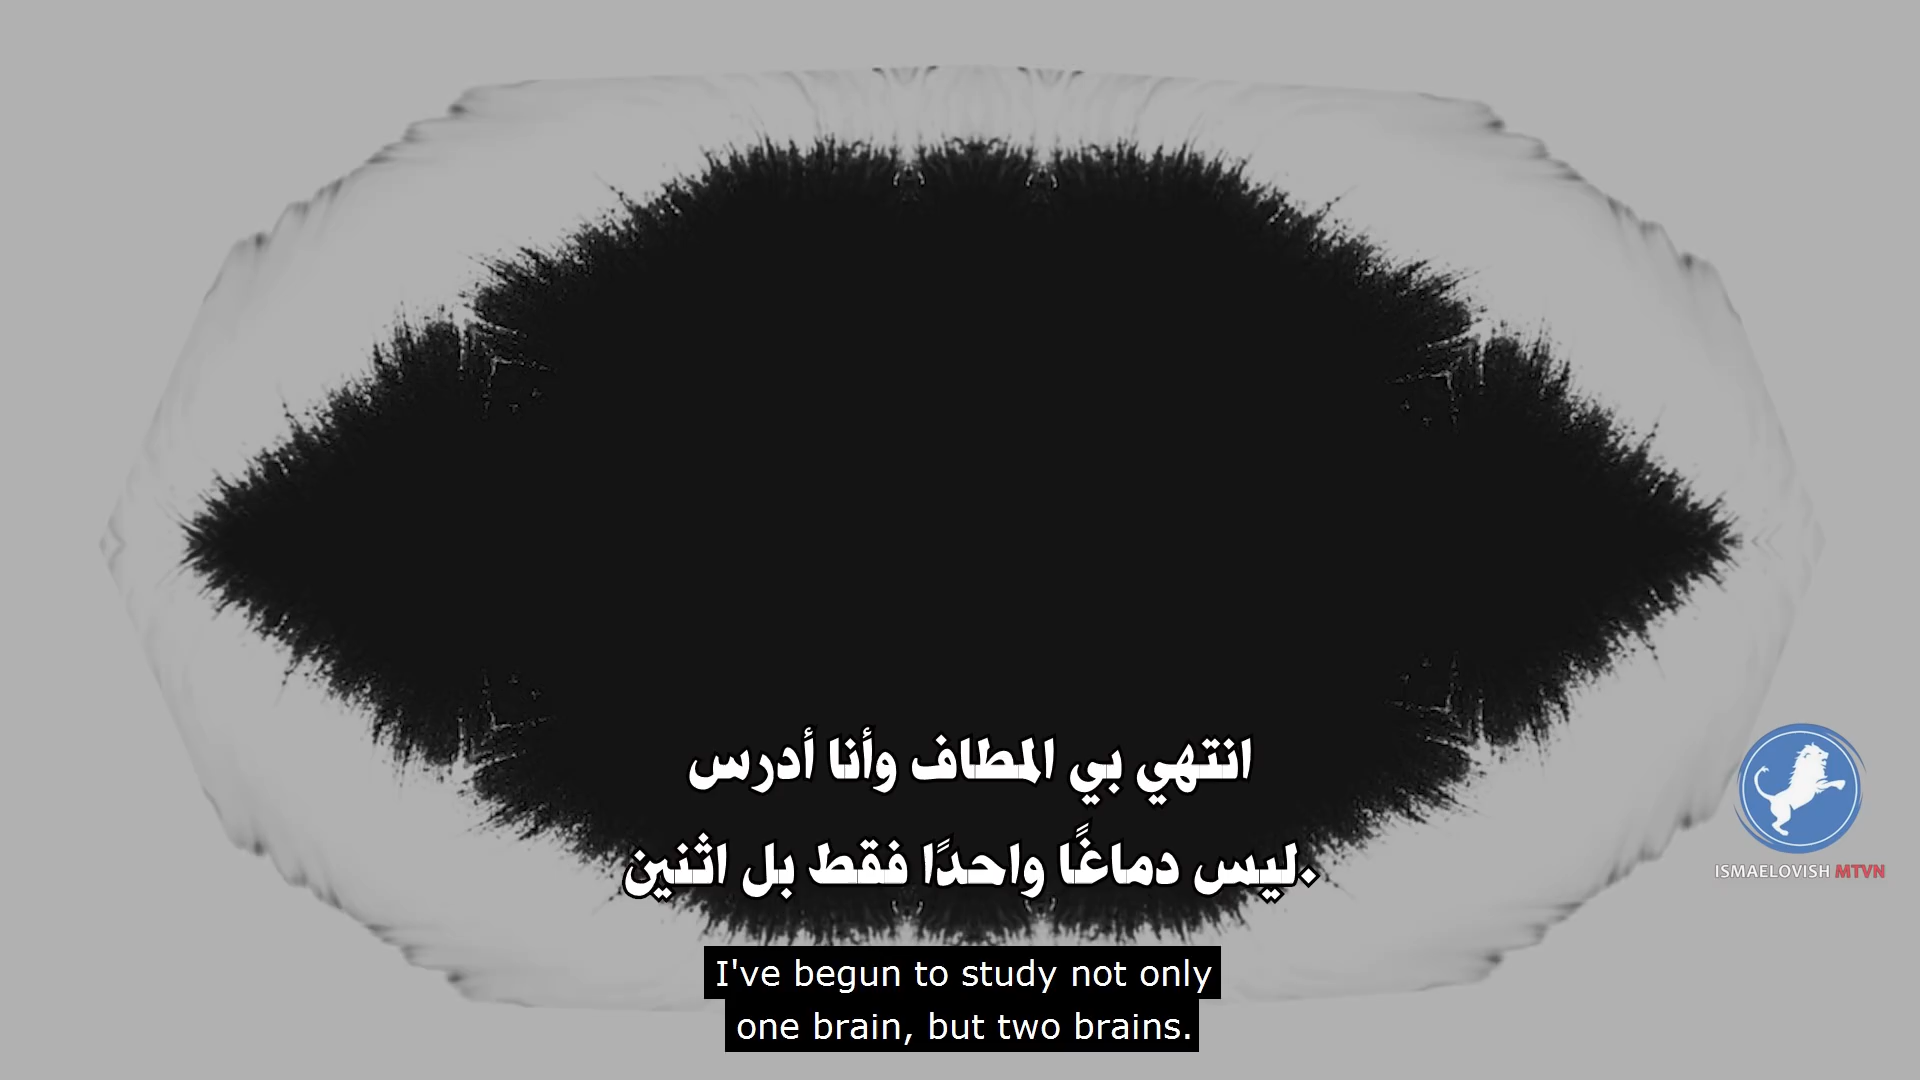 انتهي بي المطاف وأنا أدرس
ليس دماغًا واحدًا فقط بل اثنين.
ISMAELOVISH MTVN
I've begun to study not only
one brain, but two brains.